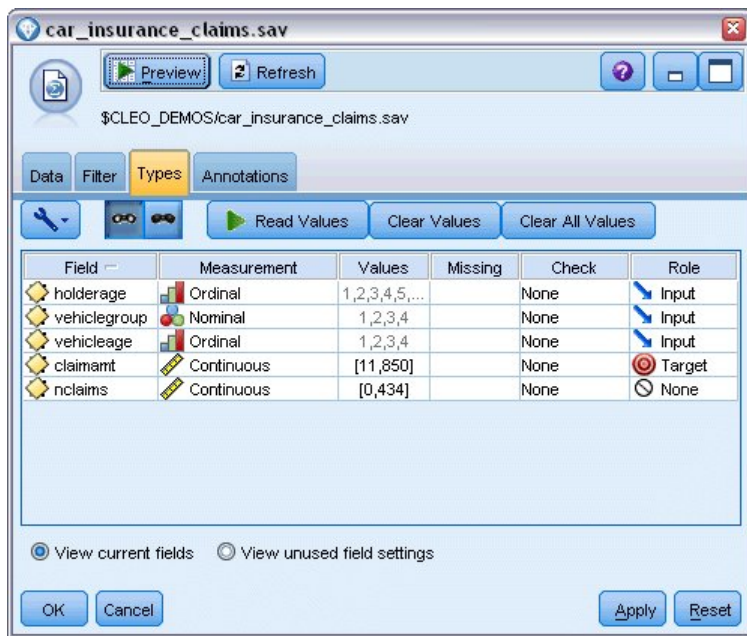 car_insurance_claims.sav
Preview Refresh
$CLEO_DEMOS/car_insurance_claims.sav
Data Filter Types Annotations
Read Values Clear Values Clear All Values
Field Measurement Values Missing Check Role
holderage Ordinal 1,2,3,4,5,... None Input
vehiclegroup Nominal 1,2,3,4 None Input
vehicleage Ordinal 1,2,3,4 None Input
claimamt Continuous [11,850] None Target
nclaims Continuous [0,434] None None
View current fields View unused field settings
OK Cancel Apply Reset